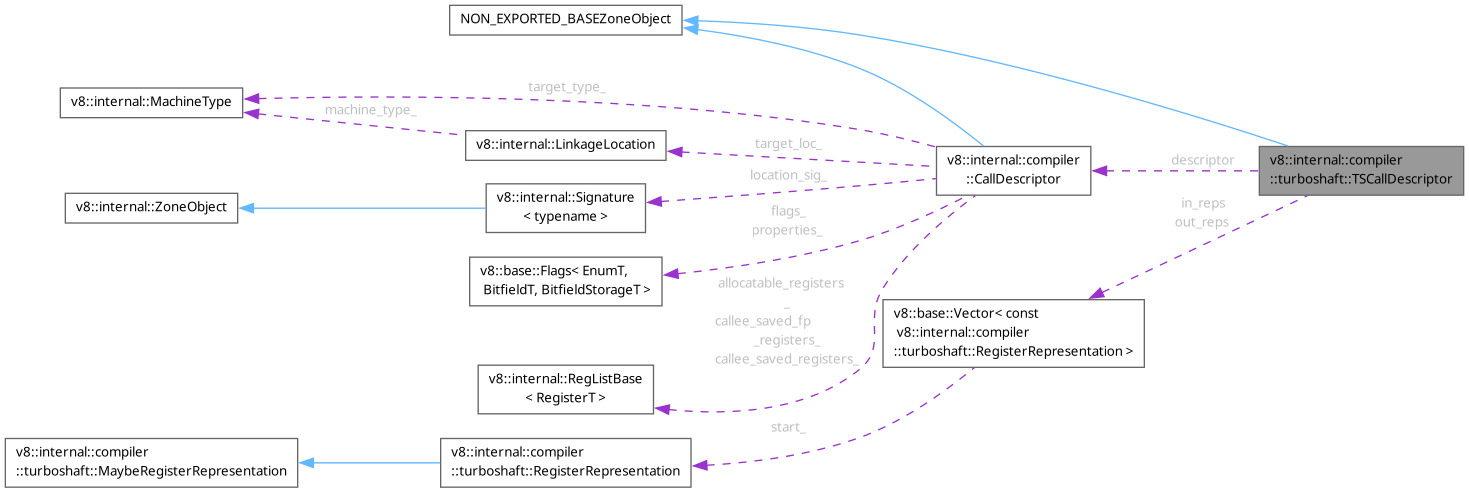 NON_EXPORTED_BASEZoneObject
target_type_
v8::internal::MachineType
machine_type_
v8::internal::LinkageLocation
target_loc_
v8::internal::compiler
::CallDescriptor
descriptor
v8::internal::compiler
::turboshaft::TSCallDescriptor
location_sig_
v8::internal::ZoneObject
v8::internal::Signature
< typename >
flags_
properties_
in_reps
out_reps
v8::base::Flags< EnumT,
BitfieldT, BitfieldStorageT >
allocatable_registers
_
callee_saved_fp
_registers_
callee_saved_registers_
v8::base::Vector< const
v8::internal::compiler
::turboshaft::RegisterRepresentation >
v8::internal::RegListBase
< RegisterT >
start_
v8::internal::compiler
::turboshaft::MaybeRegisterRepresentation
v8::internal::compiler
::turboshaft::RegisterRepresentation